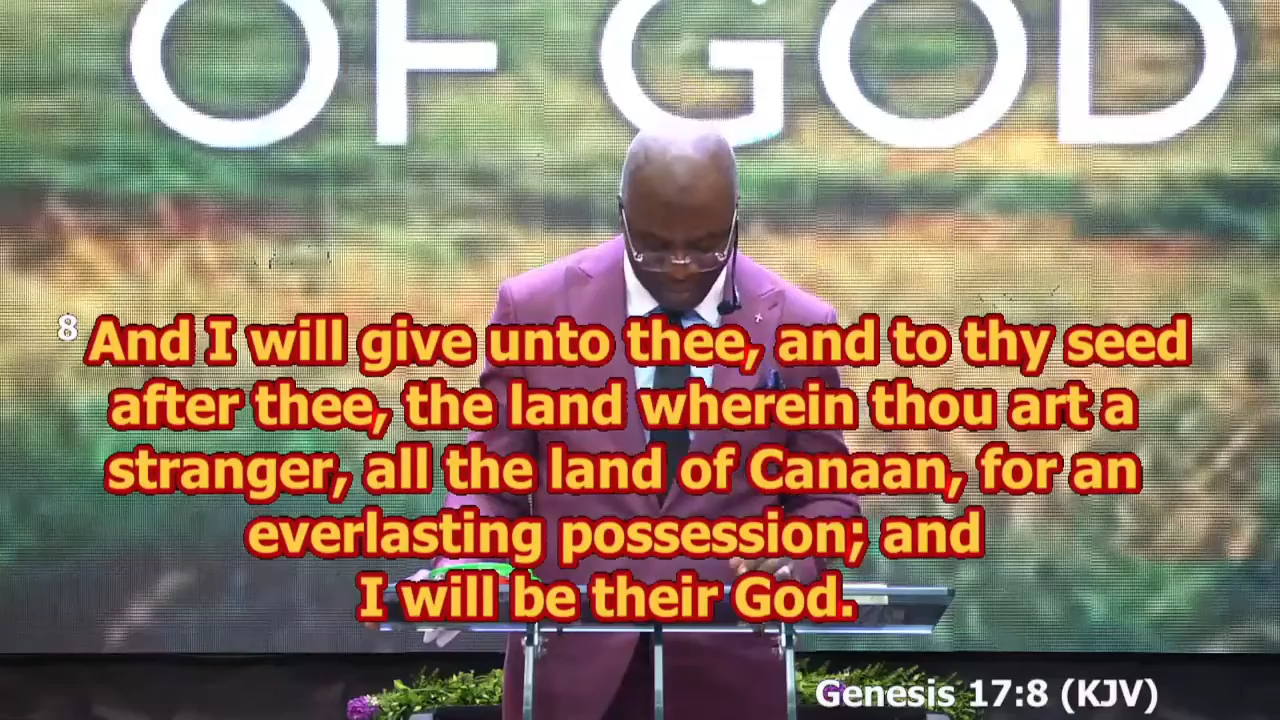 OF GOD
8 And I will give unto thee, and to thy seed
after thee, the land wherein thou art a
stranger, all the land of Canaan, for an
everlasting possession; and
I will be their God.
Genesis 17:8 (KJV)